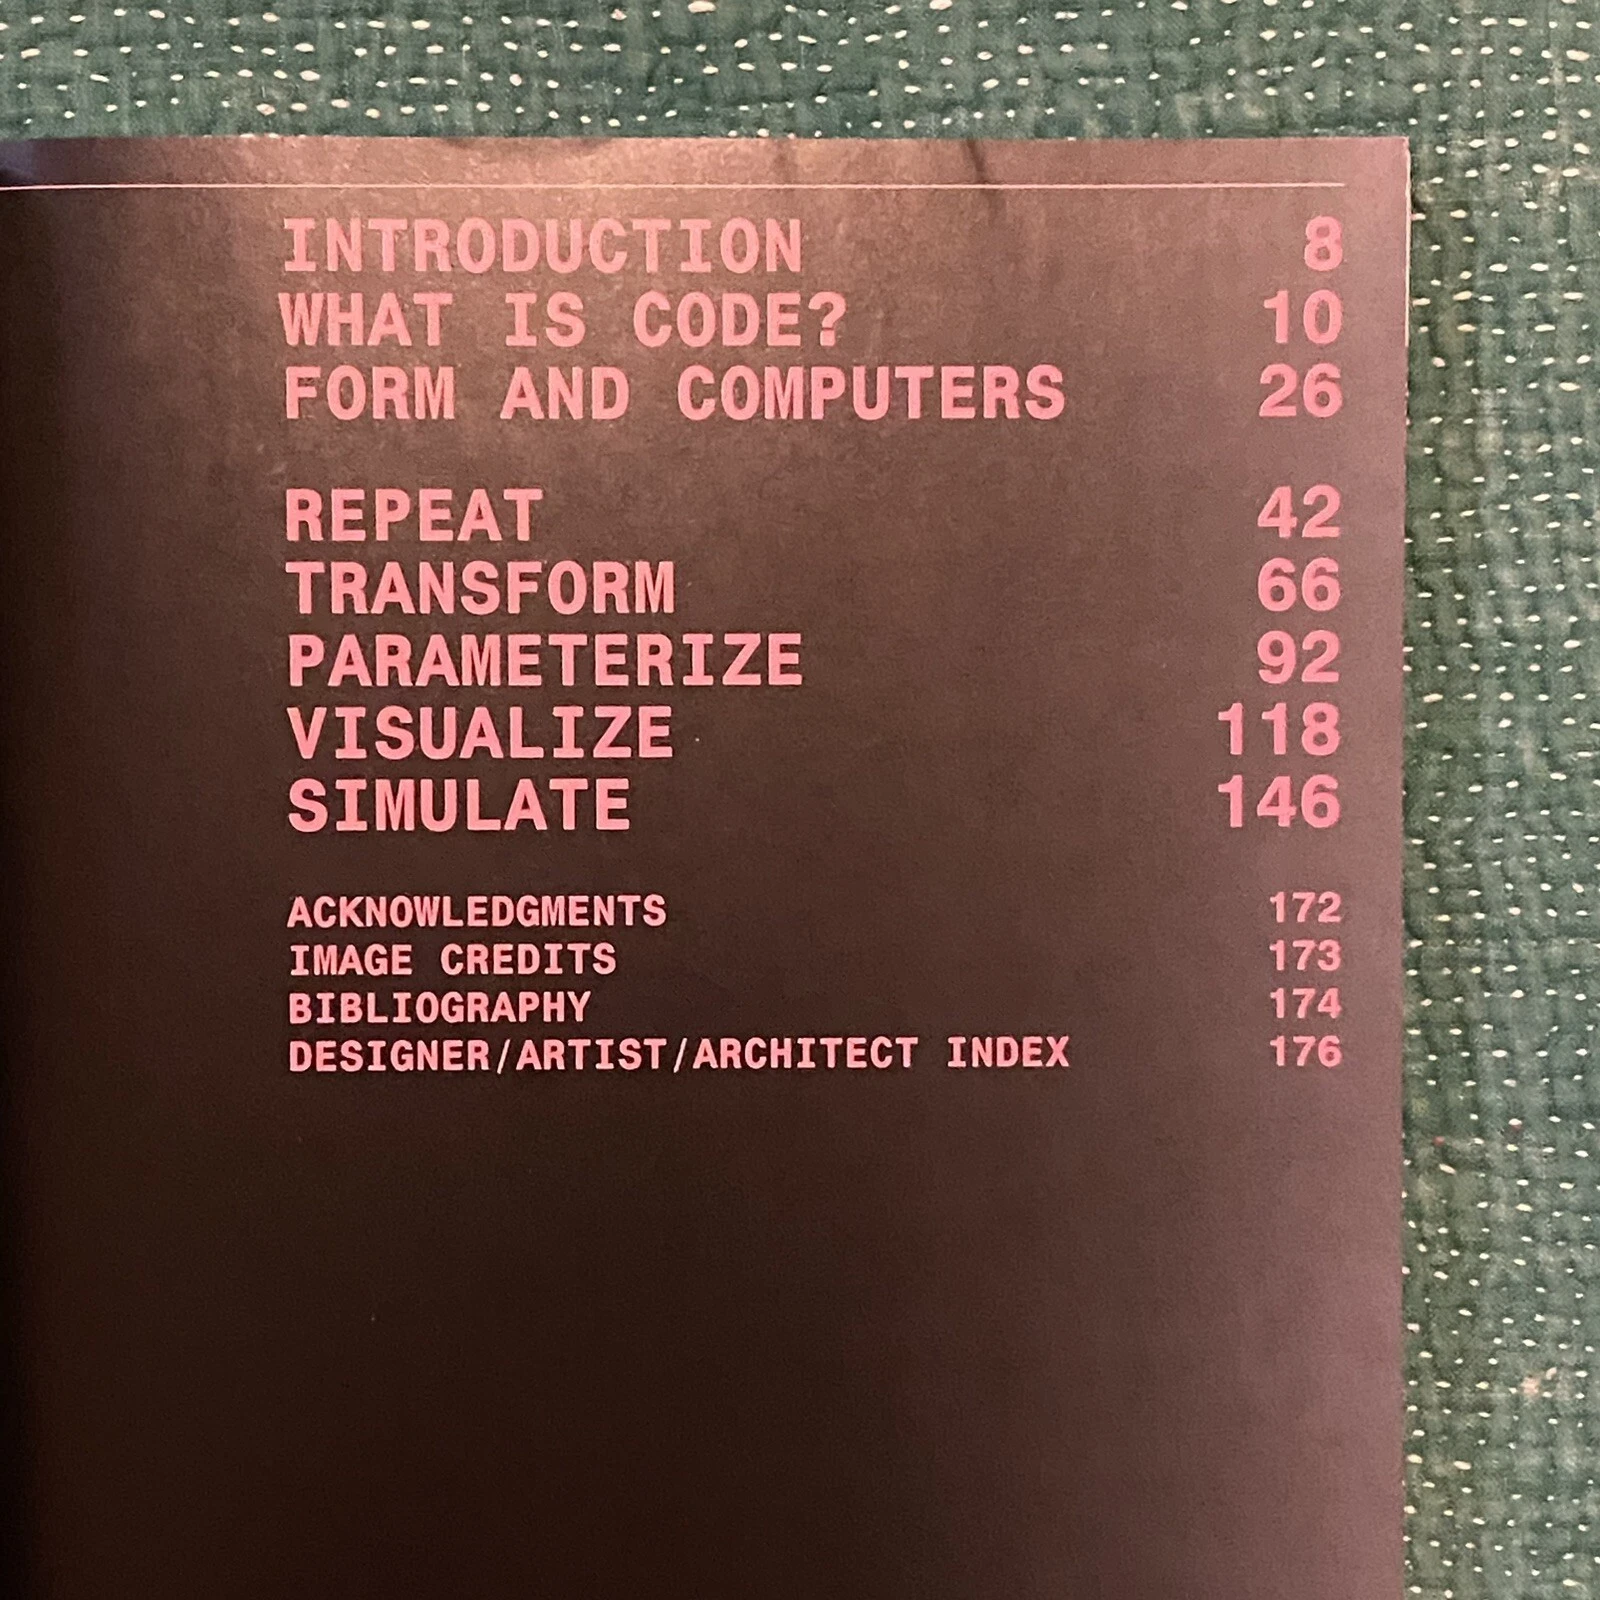 INTRODUCTION 8
WHAT IS CODE? 10
FORM AND COMPUTERS 26
REPEAT 42
TRANSFORM 66
PARAMETERIZE 92
VISUALIZE 118
SIMULATE 146
ACKNOWLEDGMENTS 172
IMAGE CREDITS 173
BIBLIOGRAPHY 174
DESIGNER/ARTIST/ARCHITECT INDEX 176